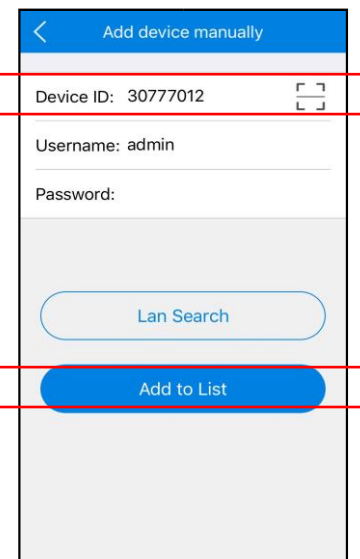 Add device manually
Device ID: 30777012
Username: admin
Password:
Lan Search
Add to List